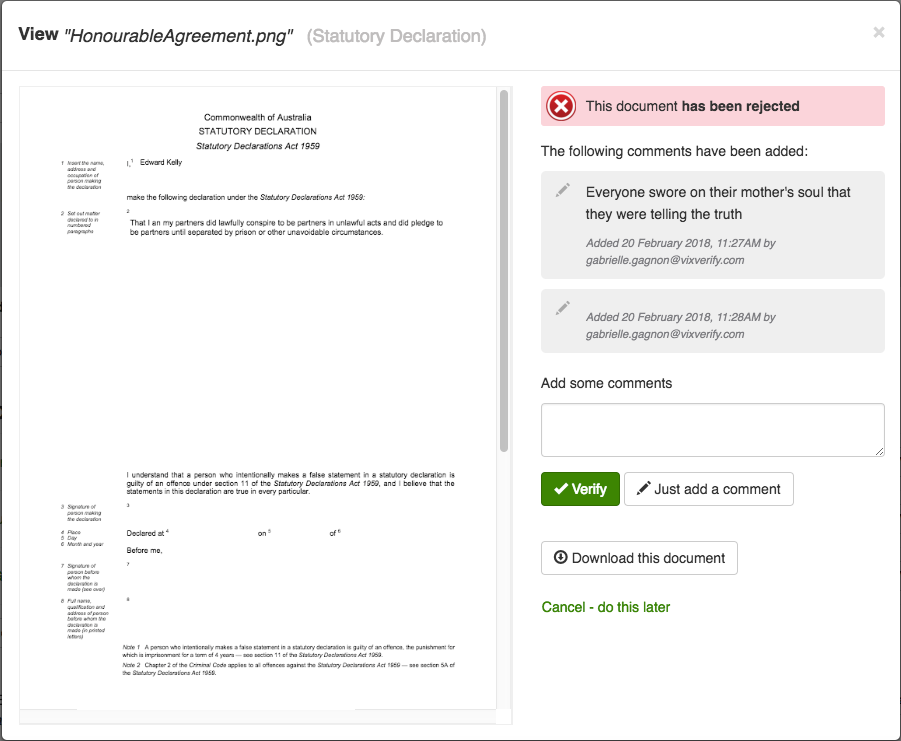 View "HonourableAgreement.png" (Statutory Declaration)
×
Commonwealth of Australia
STATUTORY DECLARATION
Statutory Declarations Act 1959
1 Insert the name,
address and
occupation of
person making
the declaration
I,1 Edward Kelly
make the following declaration under the Statutory Declarations Act 1959:
2 Set out matter
declared to in
numbered
paragraphs
2
That I an my partners did lawfully conspire to be partners in unlawful acts and did pledge to
be partners until separated by prison or other unavoidable circumstances.
I understand that a person who intentionally makes a false statement in a statutory declaration is
guilty of an offence under section 11 of the Statutory Declarations Act 1959, and I believe that the
statements in this declaration are true in every particular.
3 Signature of
person making
the declaration
3
4 Place
5 Day
6 Month and year
Declared at 4 on 5 of 6
Before me,
7 Signature of
person before
whom the
declaration is
made (see over)
7
8 Full name,
qualification and
address of person
before whom the
declaration is
made (in printed
letters)
8
Note 1 A person who intentionally makes a false statement in a statutory declaration is guilty of an offence, the punishment for
which is imprisonment for a term of 4 years — see section 11 of the Statutory Declarations Act 1959.
Note 2 Chapter 2 of the Criminal Code applies to all offences against the Statutory Declarations Act 1959 — see section 5A of
the Statutory Declarations Act 1959.
This document has been rejected
The following comments have been added:
Everyone swore on their mother's soul that
they were telling the truth
Added 20 February 2018, 11:27AM by
gabrielle.gagnon@vixverify.com
Added 20 February 2018, 11:28AM by
gabrielle.gagnon@vixverify.com
Add some comments
Verify
Just add a comment
Download this document
Cancel - do this later